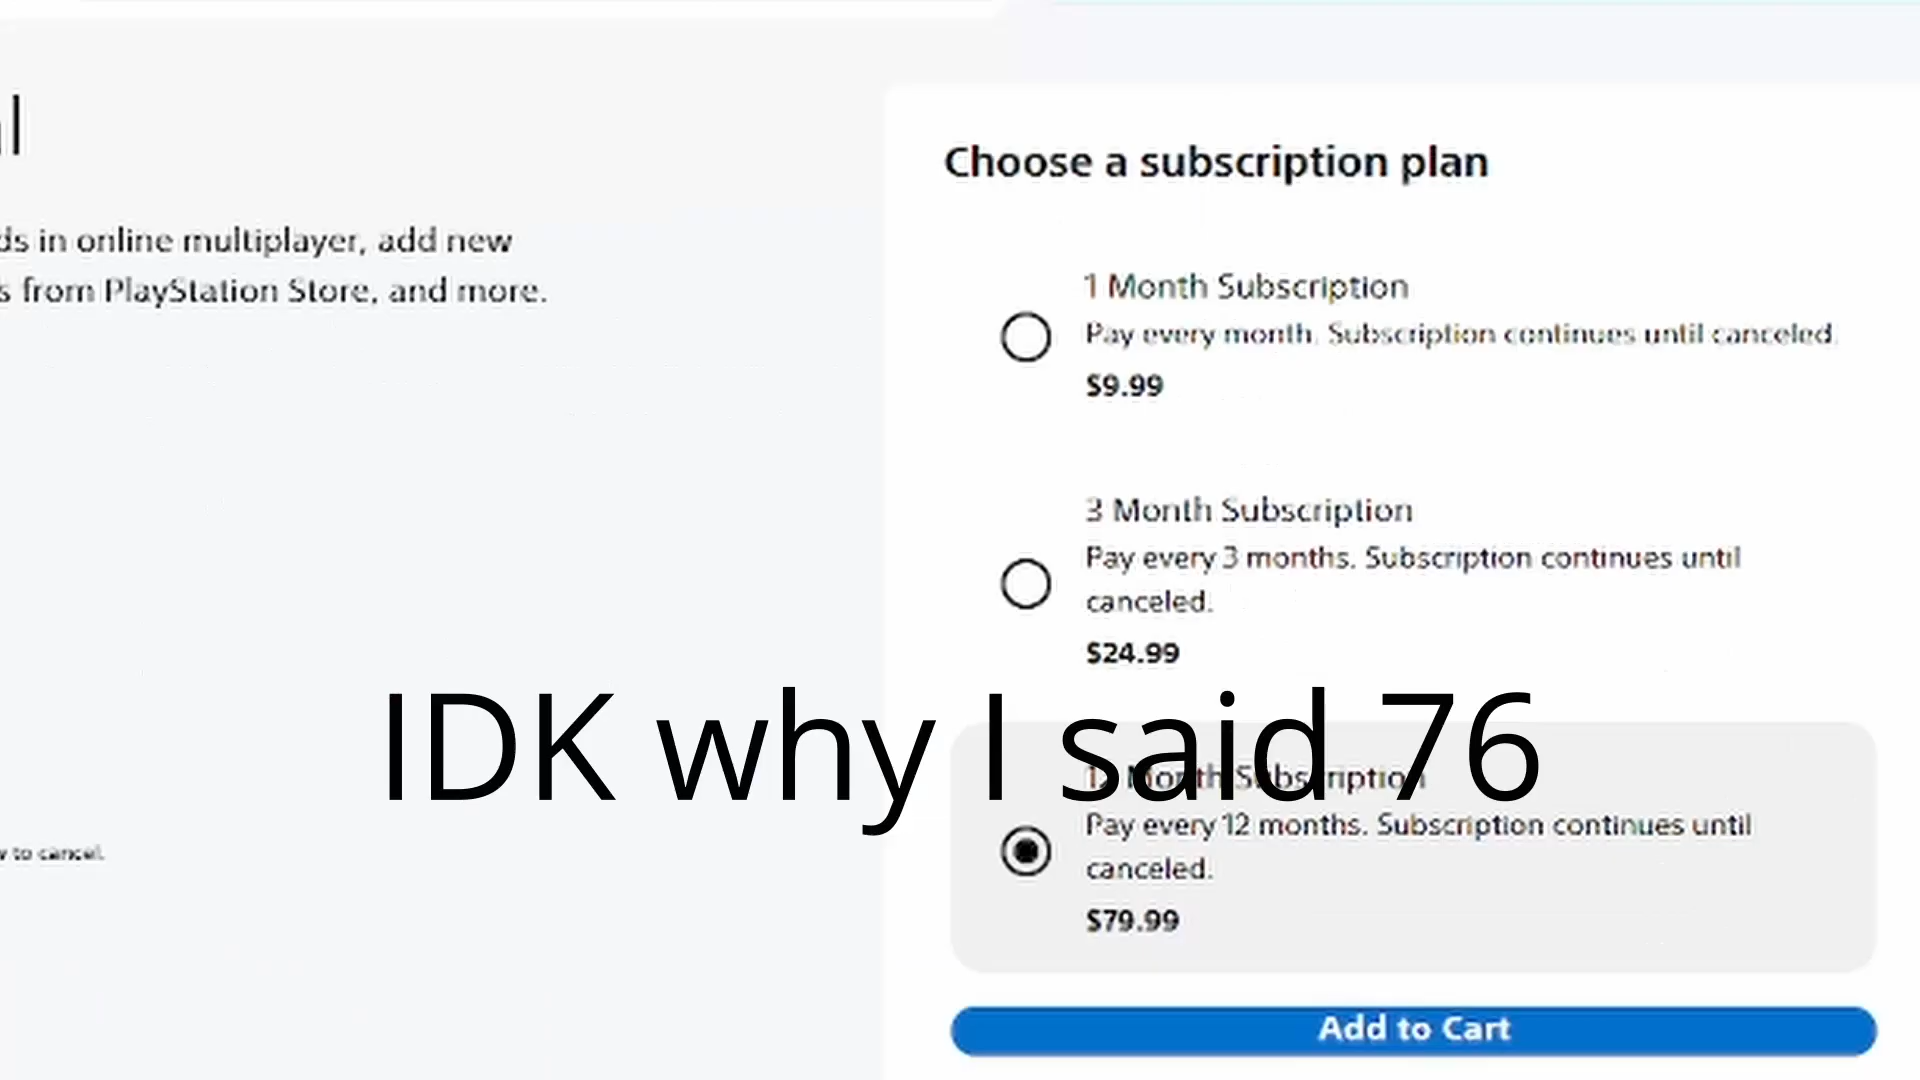 l
ds in online multiplayer, add new
s from PlayStation Store, and more.
to cancel.
Choose a subscription plan
1 Month Subscription
Pay every month. Subscription continues until canceled.
$9.99
3 Month Subscription
Pay every 3 months. Subscription continues until
canceled.
$24.99
IDK why I said 76
12 Month Subscription
Pay every 12 months. Subscription continues until
canceled.
$79.99
Add to Cart